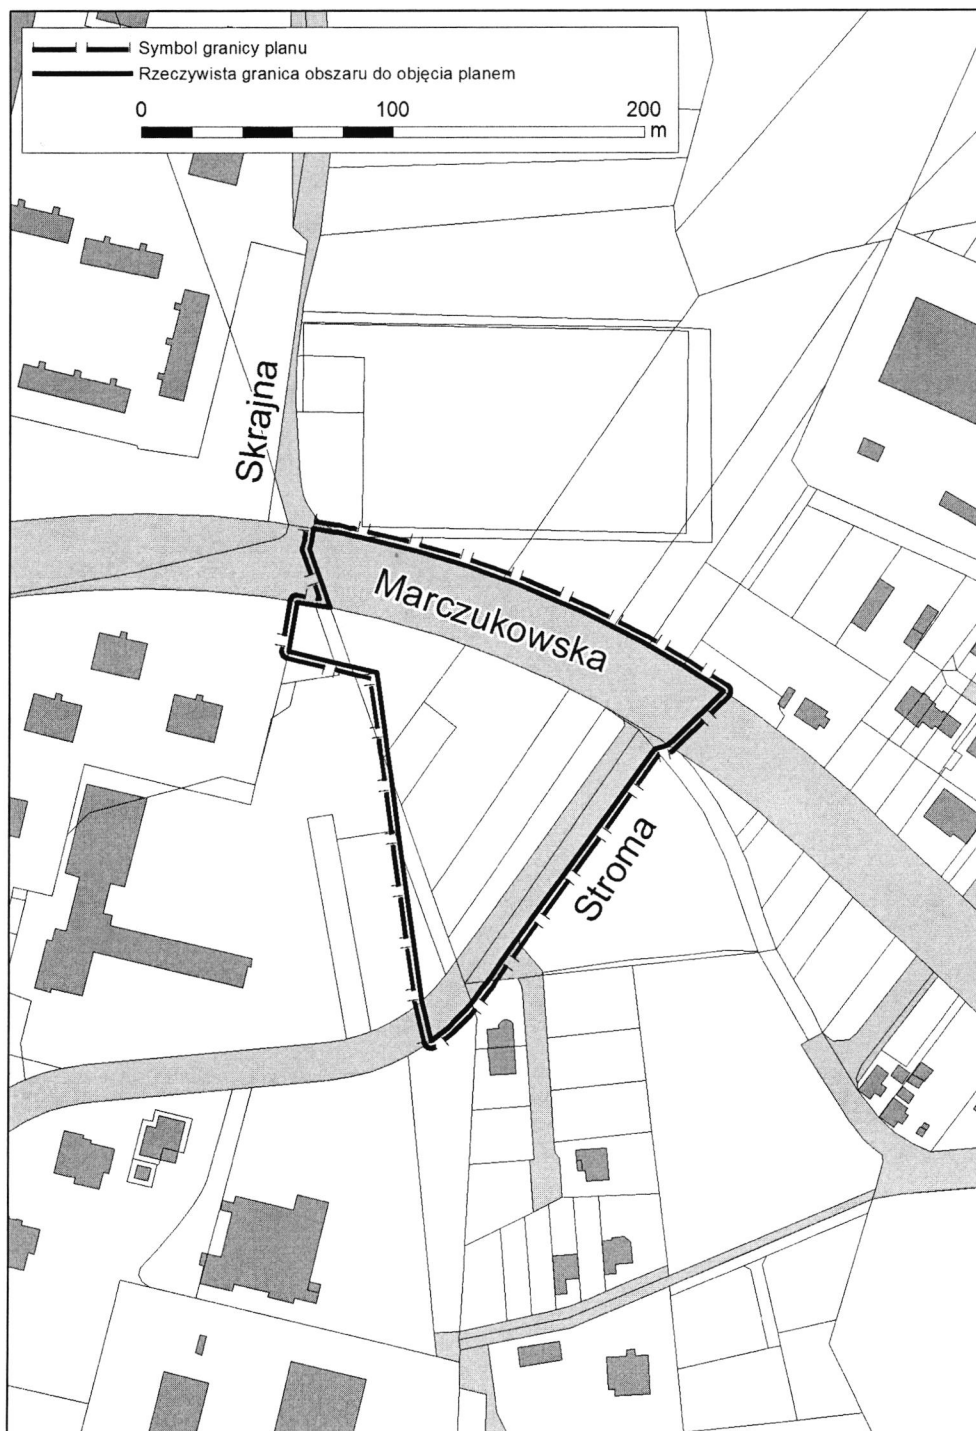 Symbol granicy planu
Rzeczywista granica obszaru do objęcia planem
0 100 200
m
Skrajna
Marczukowska
Stroma